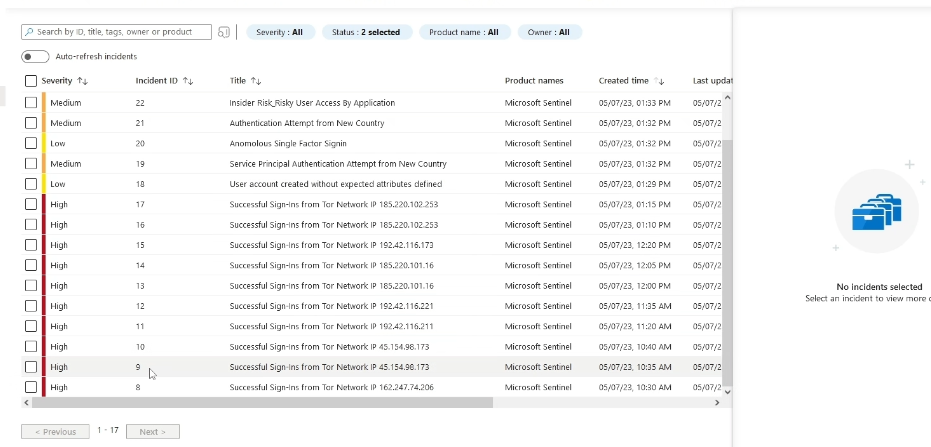 Search by ID, title, tags, owner or product Severity : All Status : 2 selected Product name : All Owner : All
Auto-refresh incidents
Severity Incident ID Title Product names Created time Last updat
Medium 22 Insider Risk_Risky User Access By Application Microsoft Sentinel 05/07/23, 01:33 PM 05/07/2
Medium 21 Authentication Attempt from New Country Microsoft Sentinel 05/07/23, 01:32 PM 05/07/2
Low 20 Anomolous Single Factor Signin Microsoft Sentinel 05/07/23, 01:32 PM 05/07/2
Medium 19 Service Principal Authentication Attempt from New Country Microsoft Sentinel 05/07/23, 01:32 PM 05/07/2
Low 18 User account created without expected attributes defined Microsoft Sentinel 05/07/23, 01:29 PM 05/07/2
High 17 Successful Sign-Ins from Tor Network IP 185.220.102.253 Microsoft Sentinel 05/07/23, 01:15 PM 05/07/2
High 16 Successful Sign-Ins from Tor Network IP 185.220.102.253 Microsoft Sentinel 05/07/23, 01:10 PM 05/07/2
High 15 Successful Sign-Ins from Tor Network IP 192.42.116.173 Microsoft Sentinel 05/07/23, 12:20 PM 05/07/2
High 14 Successful Sign-Ins from Tor Network IP 185.220.101.16 Microsoft Sentinel 05/07/23, 12:05 PM 05/07/2
High 13 Successful Sign-Ins from Tor Network IP 185.220.101.16 Microsoft Sentinel 05/07/23, 12:00 PM 05/07/2
High 12 Successful Sign-Ins from Tor Network IP 192.42.116.221 Microsoft Sentinel 05/07/23, 11:35 AM 05/07/2
High 11 Successful Sign-Ins from Tor Network IP 192.42.116.211 Microsoft Sentinel 05/07/23, 11:20 AM 05/07/2
High 10 Successful Sign-Ins from Tor Network IP 45.154.98.173 Microsoft Sentinel 05/07/23, 10:40 AM 05/07/2
High 9 Successful Sign-Ins from Tor Network IP 45.154.98.173 Microsoft Sentinel 05/07/23, 10:35 AM 05/07/2
High 8 Successful Sign-Ins from Tor Network IP 162.247.74.206 Microsoft Sentinel 05/07/23, 10:30 AM 05/07/2
< Previous 1 - 17 Next >
No incidents selected
Select an incident to view more